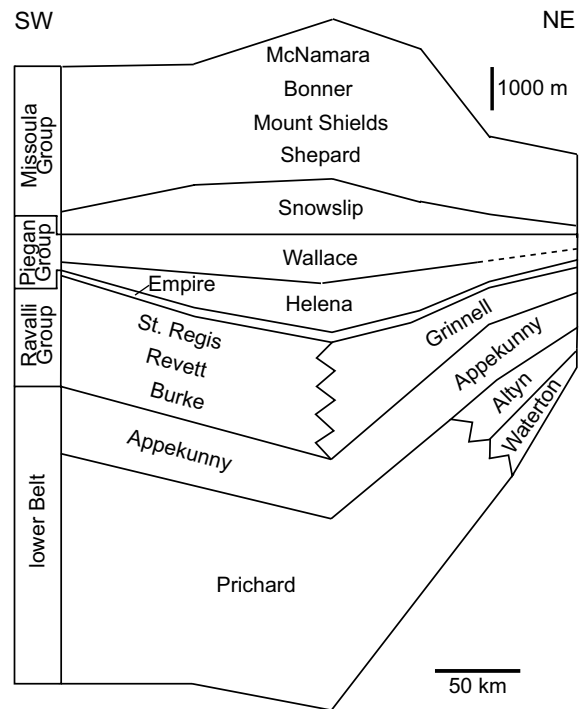 SW
NE
McNamara
Bonner
Mount Shields
Shepard
1000 m
Missoula
Group
Snowslip
Piegan
Group
Wallace
Empire
Helena
Ravalli
Group
St. Regis
Revett
Burke
Grinnell
Appekunny
Altyn
Waterton
Appekunny
lower Belt
Prichard
50 km